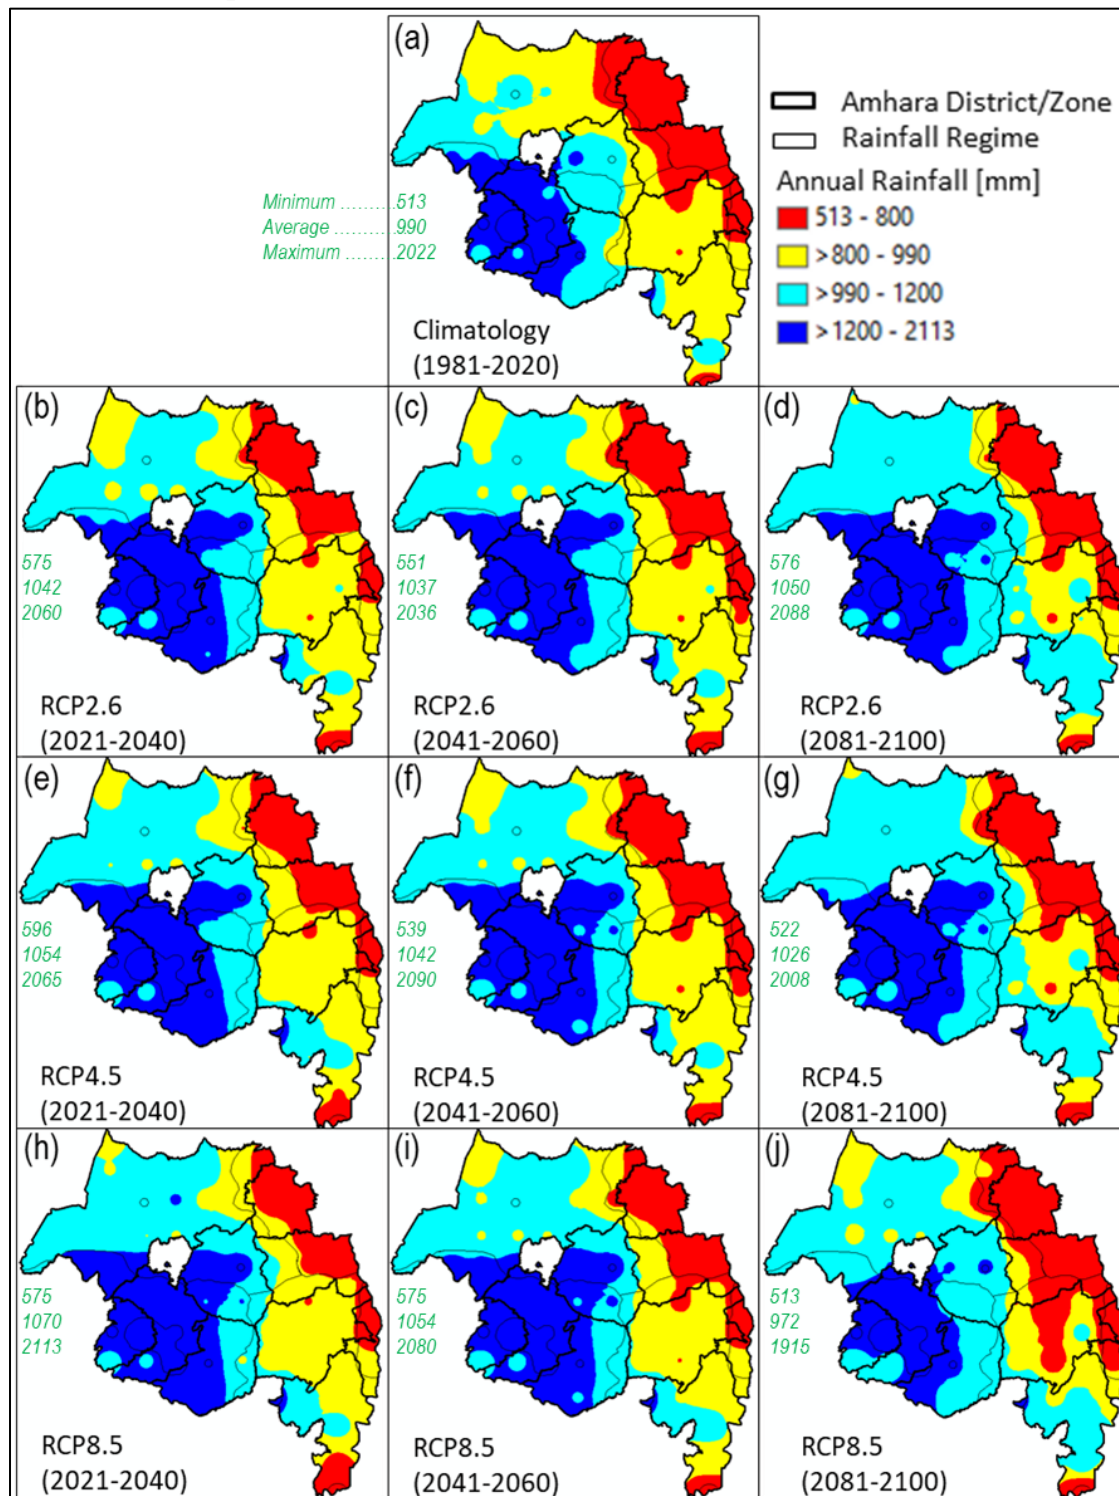 (a)
Amhara District/Zone
Rainfall Regime
Annual Rainfall [mm]
513 - 800
>800 - 990
>990 - 1200
>1200 - 2113
Minimum ..........513
Average ...........990
Maximum ........2022
Climatology
(1981-2020)
(b)
575
1042
2060
RCP2.6
(2021-2040)
(c)
551
1037
2036
RCP2.6
(2041-2060)
(d)
576
1050
2088
RCP2.6
(2081-2100)
(e)
596
1054
2065
RCP4.5
(2021-2040)
(f)
539
1042
2090
RCP4.5
(2041-2060)
(g)
522
1026
2008
RCP4.5
(2081-2100)
(h)
575
1070
2113
RCP8.5
(2021-2040)
(i)
575
1054
2080
RCP8.5
(2041-2060)
(j)
513
972
1915
RCP8.5
(2081-2100)